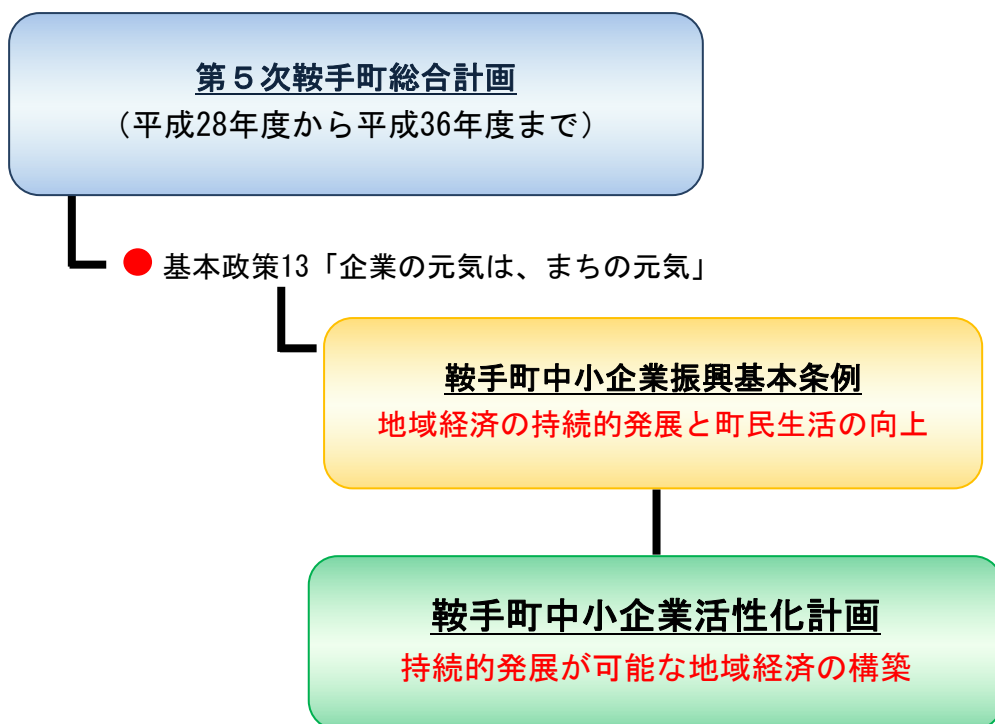 第５次鞍手町総合計画
（平成28年度から平成36年度まで）
基本政策13「企業の元気は、まちの元気」
鞍手町中小企業振興基本条例
地域経済の持続的発展と町民生活の向上
鞍手町中小企業活性化計画
持続的発展が可能な地域経済の構築